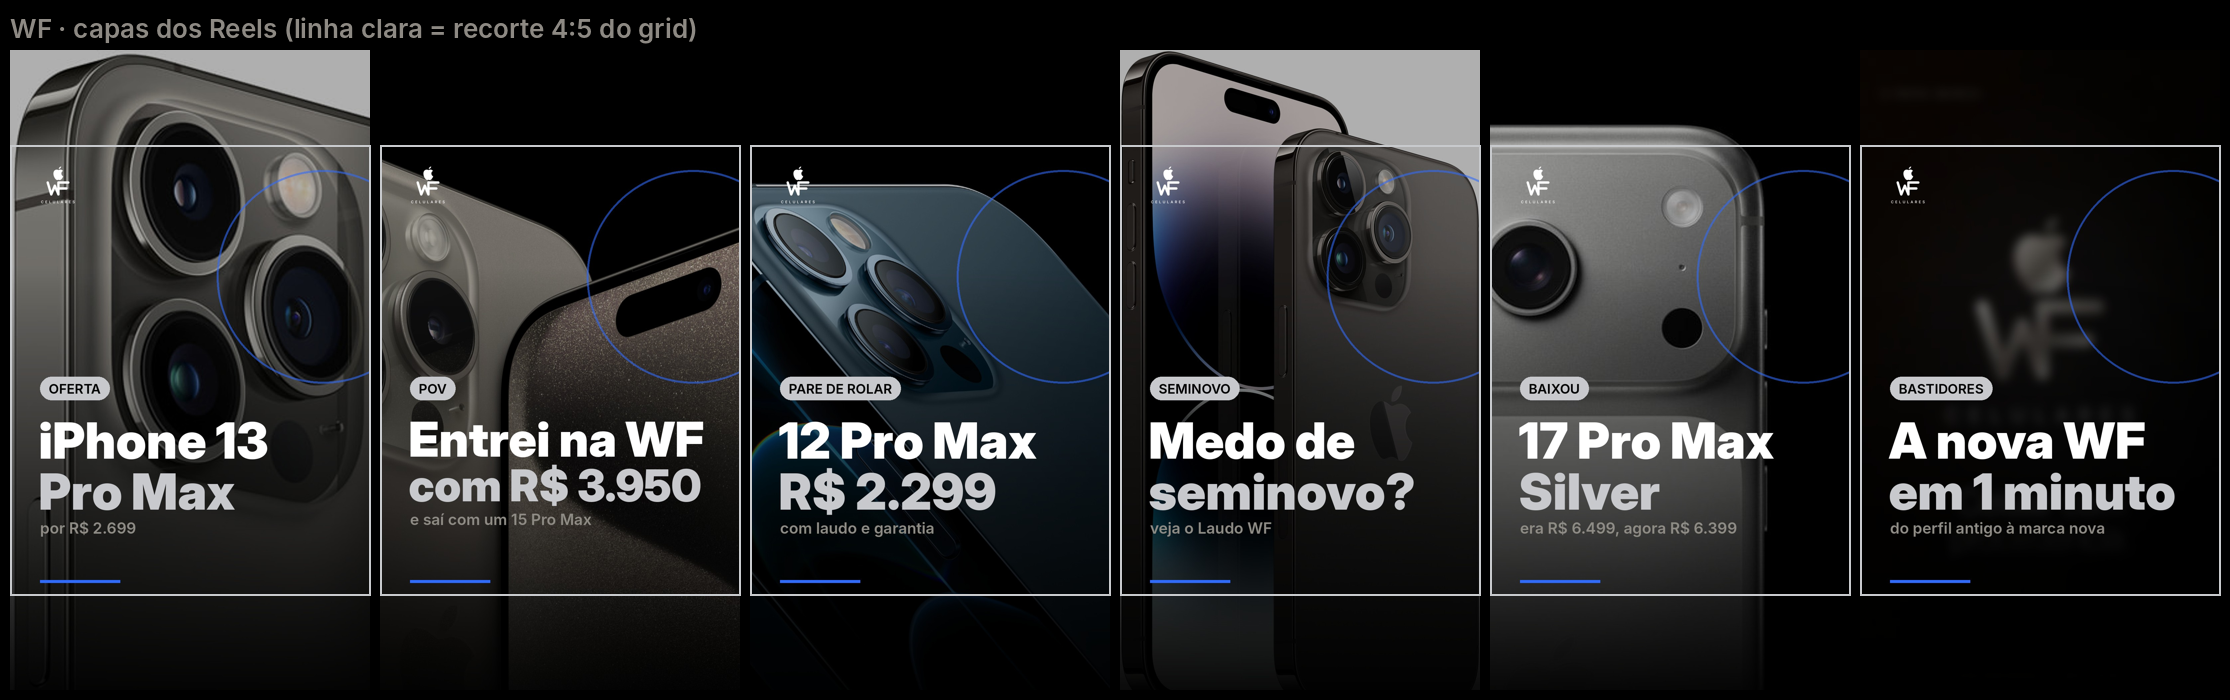 WF · capas dos Reels (linha clara = recorte 4:5 do grid)
WF
CELULARES
OFERTA
iPhone 13
Pro Max
por R$ 2.699
WF
CELULARES
POV
Entrei na WF
com R$ 3.950
e saí com um 15 Pro Max
WF
CELULARES
PARE DE ROLAR
12 Pro Max
R$ 2.299
com laudo e garantia
WF
CELULARES
SEMINOVO
Medo de
seminovo?
veja o Laudo WF
WF
CELULARES
BAIXOU
17 Pro Max
Silver
era R$ 6.499, agora R$ 6.399
WF
CELULARES
WF
BASTIDORES
A nova WF
em 1 minuto
do perfil antigo à marca nova